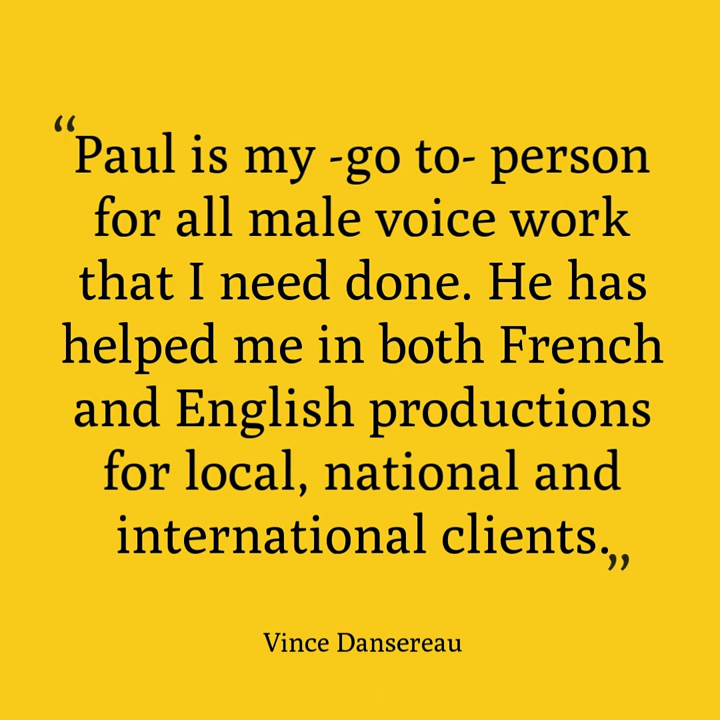 “Paul is my -go to- person
for all male voice work
that I need done. He has
helped me in both French
and English productions
for local, national and
international clients.”
Vince Dansereau